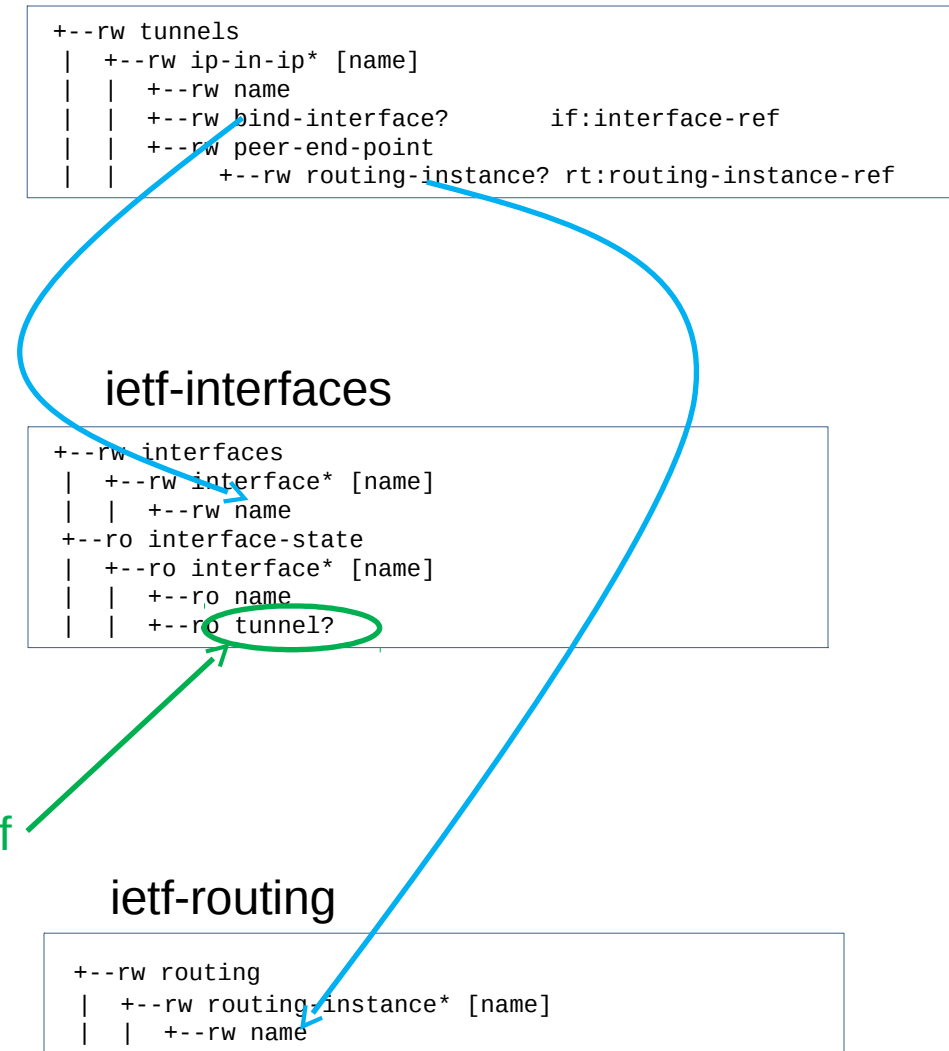 +--rw tunnels
|  +--rw ip-in-ip* [name]
|  |  +--rw name
|  |  +--rw bind-interface?       if:interface-ref
|  |  +--rw peer-end-point
|  |       +--rw routing-instance? rt:routing-instance-ref
ietf-interfaces
+--rw interfaces
|  +--rw interface* [name]
|  |  +--rw name
+--ro interface-state
|  +--ro interface* [name]
|  |  +--ro name
|  |  +--ro tunnel?
f
ietf-routing
+--rw routing
|  +--rw routing-instance* [name]
|  |  +--rw name